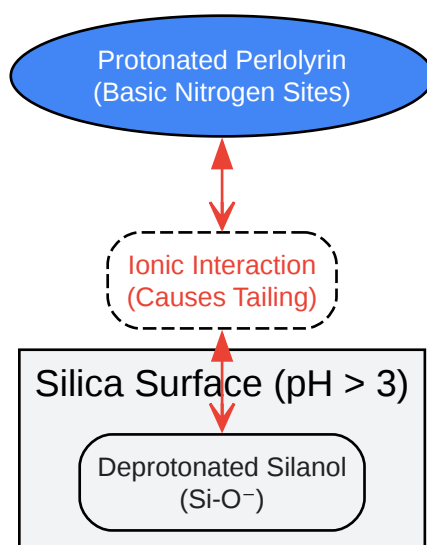 Protonated Perlolyrin
(Basic Nitrogen Sites)
Ionic Interaction
(Causes Tailing)
Silica Surface (pH > 3)
Deprotonated Silanol
(Si-O⁻)